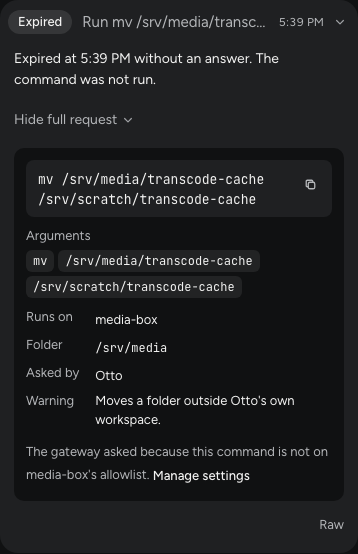 Expired Run mv /srv/media/transc... 5:39 PM
Expired at 5:39 PM without an answer. The
command was not run.
Hide full request
mv /srv/media/transcode-cache
/srv/scratch/transcode-cache
Arguments
mv /srv/media/transcode-cache
/srv/scratch/transcode-cache
Runs on media-box
Folder /srv/media
Asked by Otto
Warning Moves a folder outside Otto's own
workspace.
The gateway asked because this command is not on
media-box's allowlist. Manage settings
Raw